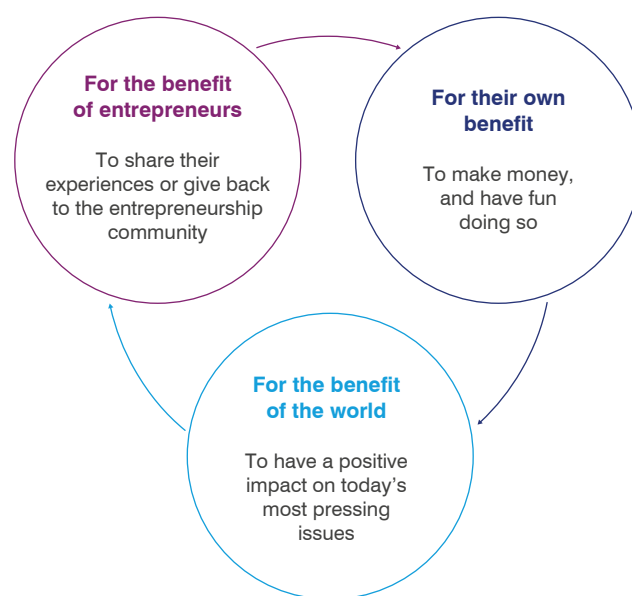 For the benefit
of entrepreneurs
To share their
experiences or give back
to the entrepreneurship
community
For their own
benefit
To make money,
and have fun
doing so
For the benefit
of the world
To have a positive
impact on today’s
most pressing
issues